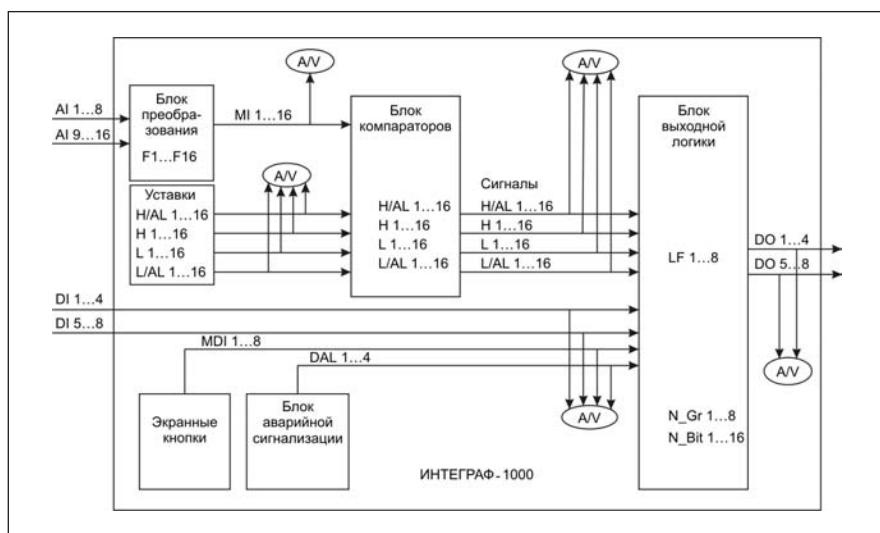 A/V
A/V
AI 1...8
AI 9...16
Блок
преобра-
зования
F1...F16
MI 1...16
Блок
компараторов
Блок
выходной
логики
A/V
Уставки
H/AL 1...16
H 1...16
L 1...16
L/AL 1...16
H/AL 1...16
H 1...16
L 1...16
L/AL 1...16
Сигналы
H/AL 1...16
H 1...16
L 1...16
L/AL 1...16
LF 1...8
DO 1...4
DO 5...8
DI 1...4
DI 5...8
MDI 1...8
DAL 1...4
A/V
A/V
Экранные
кнопки
Блок
аварийной
сигнализации
N_Gr 1...8
N_Bit 1...16
ИНТЕГРАФ-1000